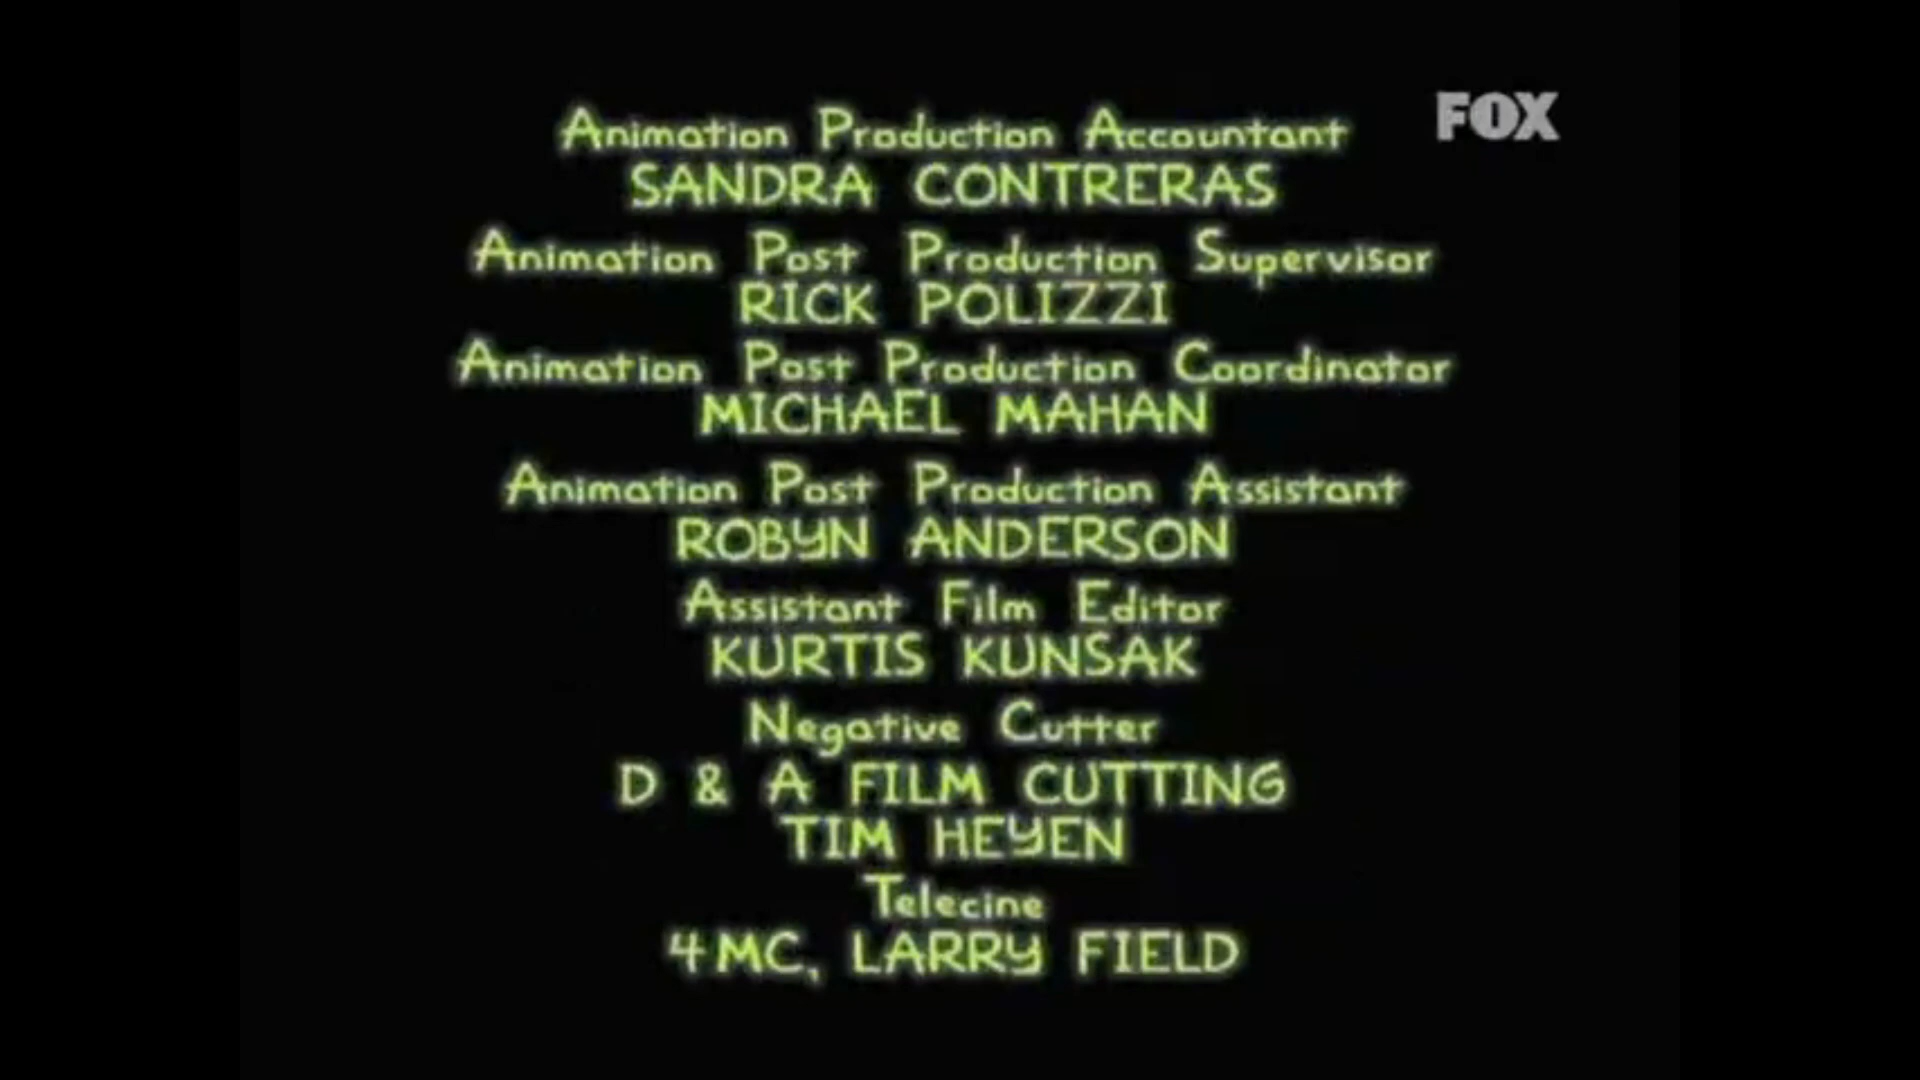 FOX
Animation Production Accountant
SANDRA CONTRERAS
Animation Post Production Supervisor
RICK POLIZZI
Animation Post Production Coordinator
MICHAEL MAHAN
Animation Post Production Assistant
ROBYN ANDERSON
Assistant Film Editor
KURTIS KUNSAK
Negative Cutter
D & A FILM CUTTING
TIM HEYEN
Telecine
4MC, LARRY FIELD